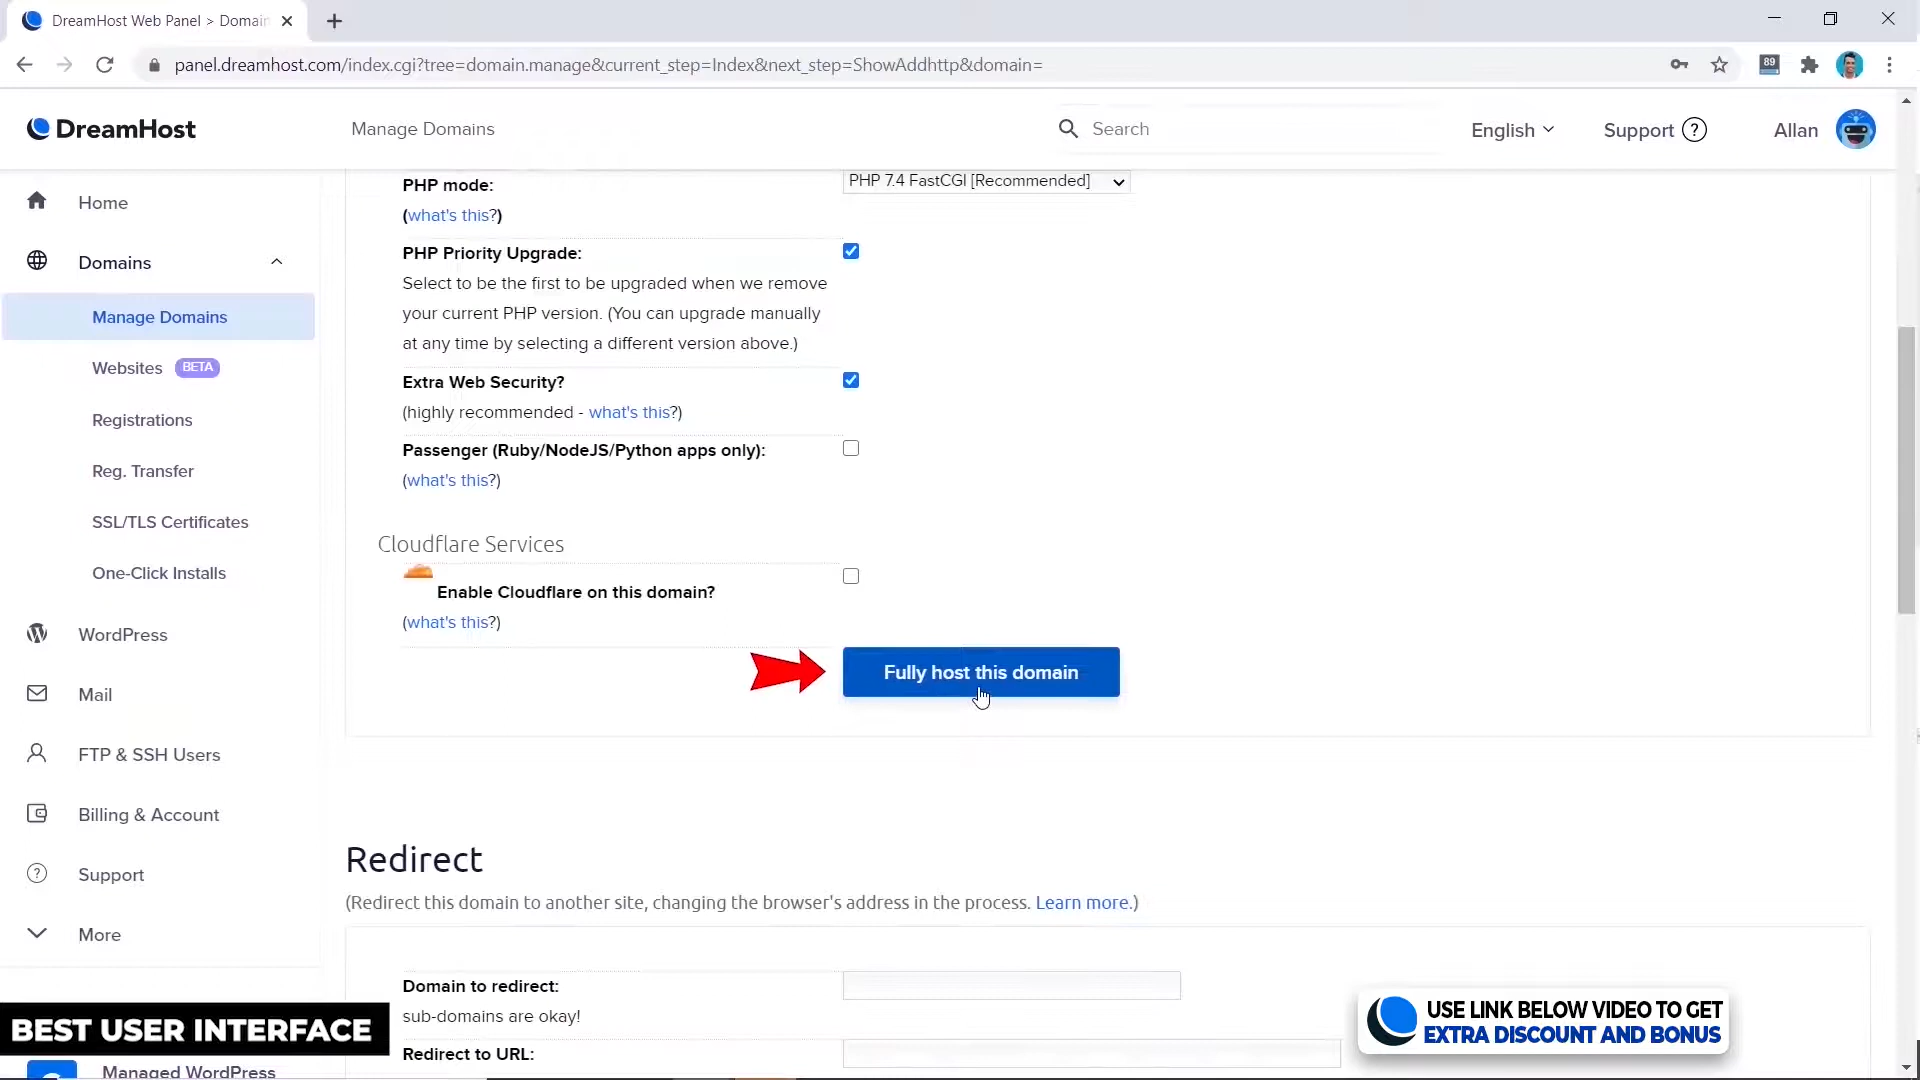 DreamHost Web Panel > Domain
panel.dreamhost.com/index.cgi?tree=domain.manage&current_step=Index&next_step=ShowAddhttp&domain=
89
DreamHost
Manage Domains
Search
English
Support ?
Allan
Home
Domains
Manage Domains
Websites BETA
Registrations
Reg. Transfer
SSL/TLS Certificates
One-Click Installs
WordPress
Mail
FTP & SSH Users
Billing & Account
Support
More
Managed WordPress
PHP mode:
PHP 7.4 FastCGI [Recommended]
(what's this?)
PHP Priority Upgrade:
Select to be the first to be upgraded when we remove
your current PHP version. (You can upgrade manually
at any time by selecting a different version above.)
Extra Web Security?
(highly recommended - what's this?)
Passenger (Ruby/NodeJS/Python apps only):
(what's this?)
Cloudflare Services
Enable Cloudflare on this domain?
(what's this?)
Fully host this domain
Redirect
(Redirect this domain to another site, changing the browser's address in the process. Learn more.)
Domain to redirect:
sub-domains are okay!
Redirect to URL:
BEST USER INTERFACE
USE LINK BELOW VIDEO TO GET
EXTRA DISCOUNT AND BONUS